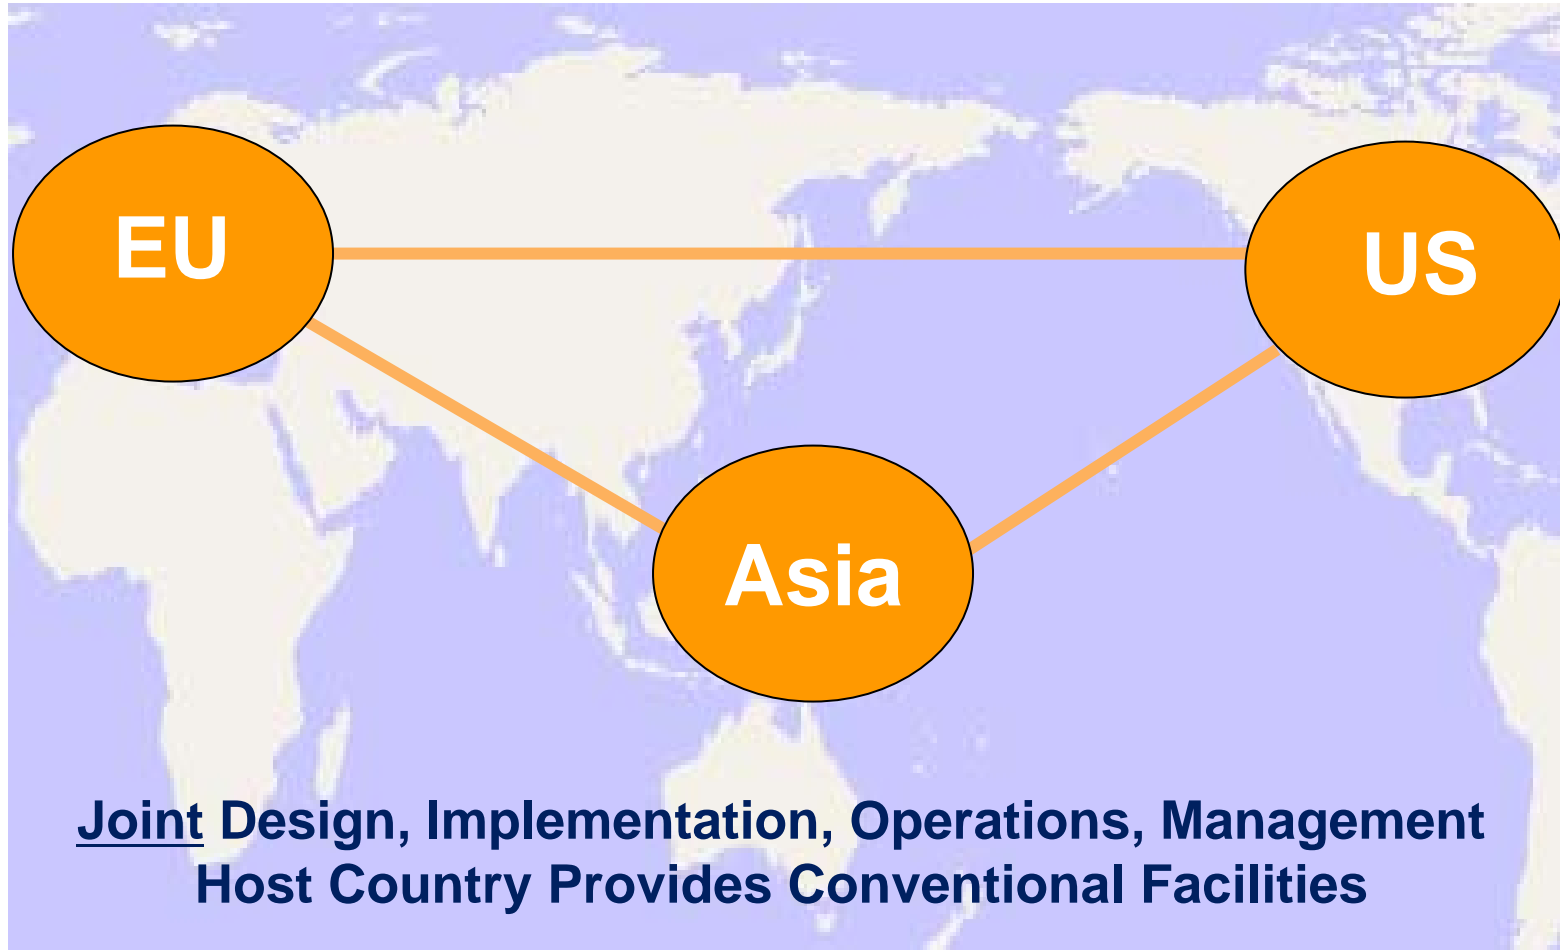 EU
US
Asia
Joint Design, Implementation, Operations, Management
Host Country Provides Conventional Facilities